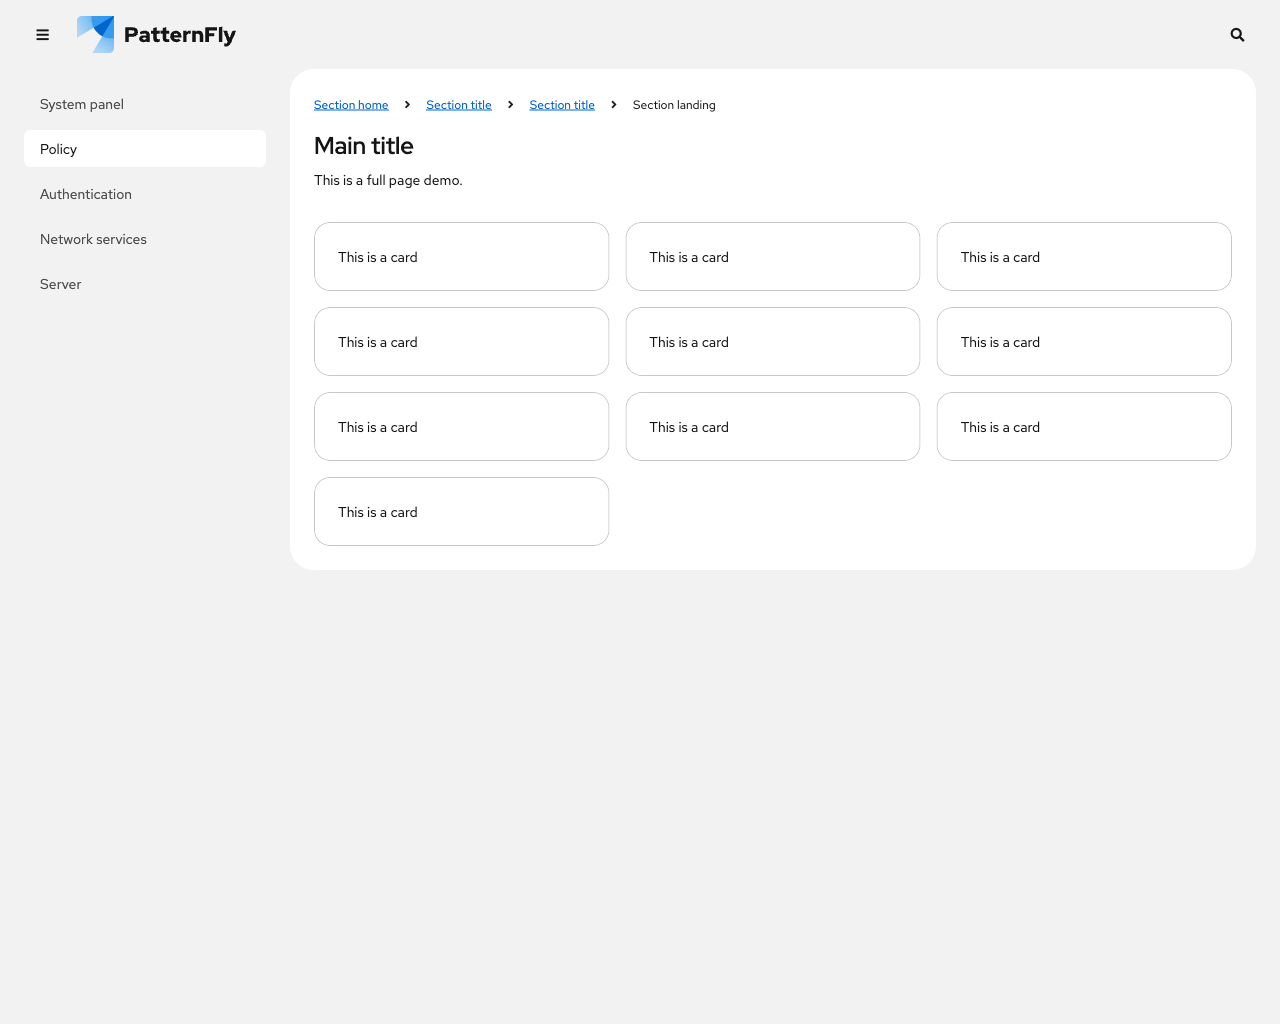 PatternFly
System panel
Policy
Authentication
Network services
Server
Section home Section title Section title Section landing
Main title
This is a full page demo.
This is a card This is a card This is a card
This is a card This is a card This is a card
This is a card This is a card This is a card
This is a card